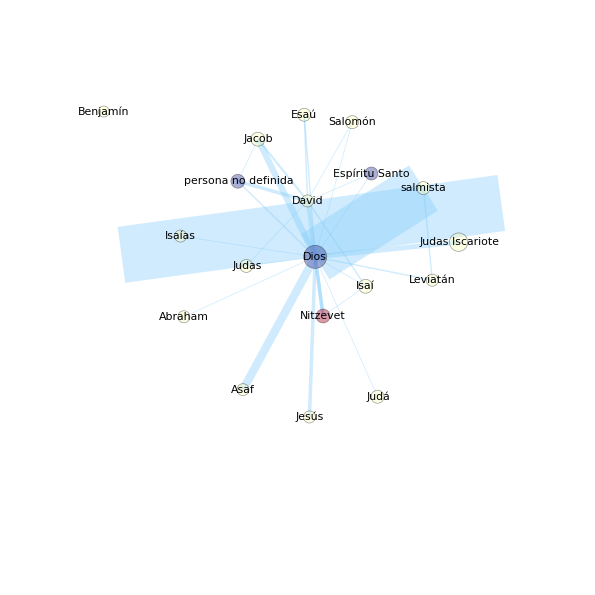 Benjamín
Esaú
Salomón
Jacob
Espíritu Santo
persona no definida
salmista
David
Isaías
Judas Iscariote
Dios
Judas
Leviatán
Isaí
Abraham
Nitzevet
Asaf
Judá
Jesús